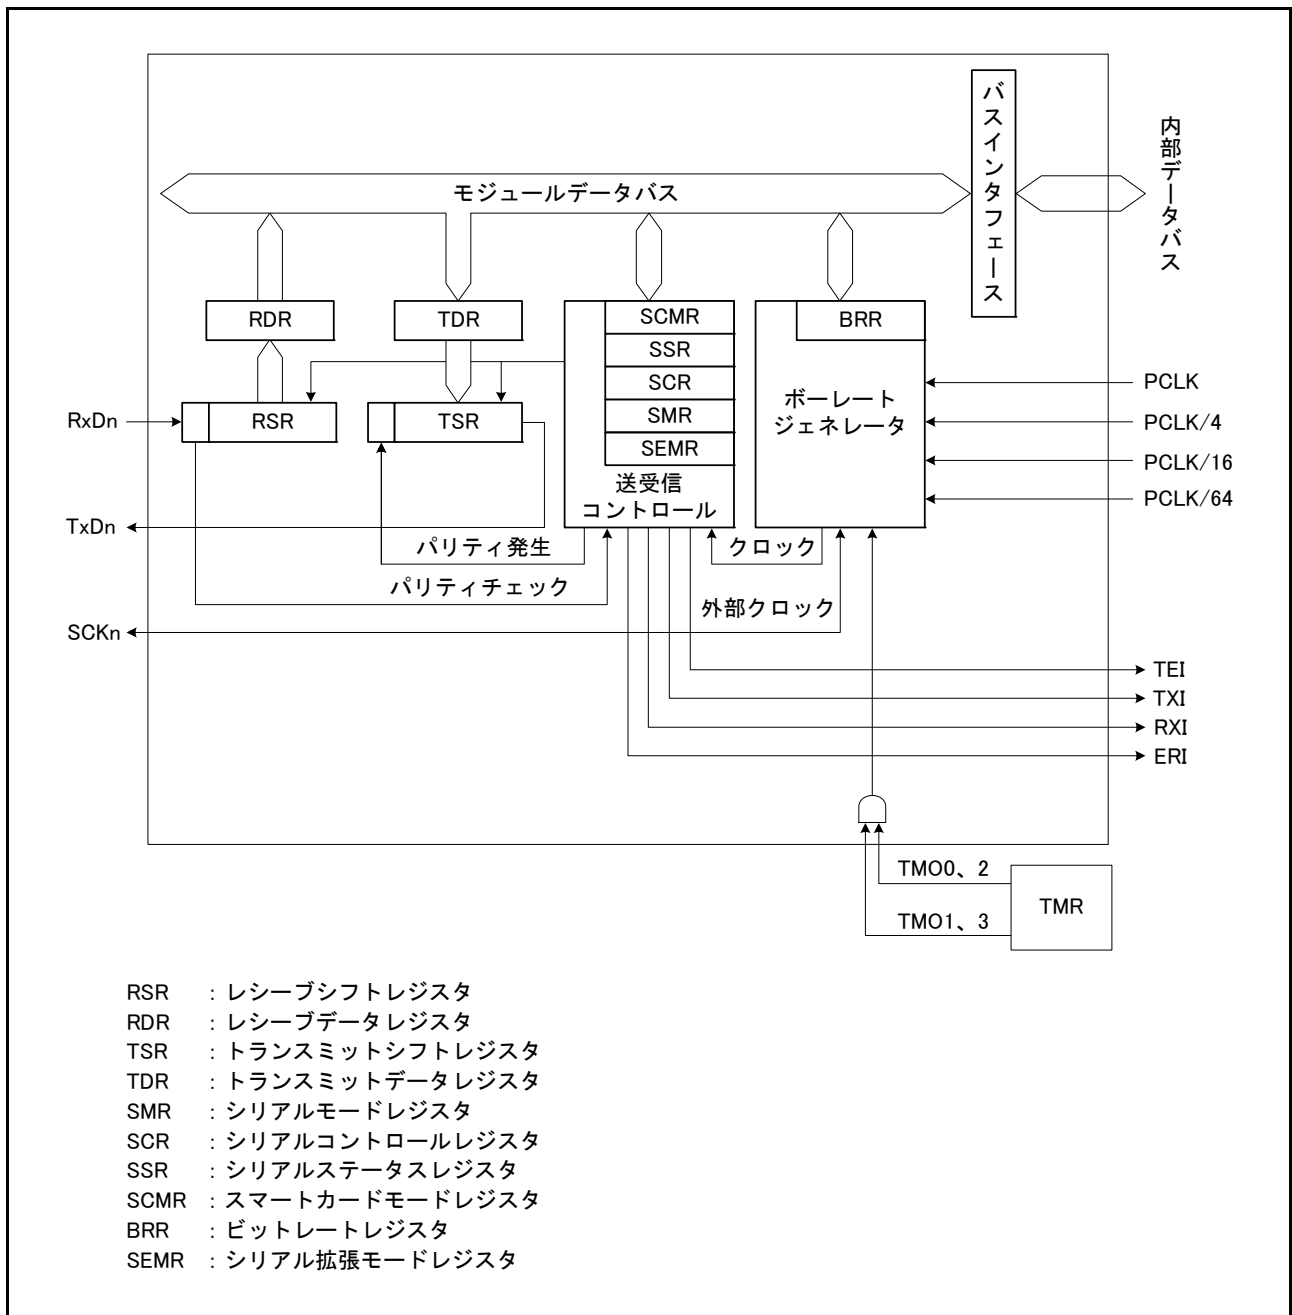 バスインタフェース
内部データバス
モジュールデータバス
RDR
TDR
SCMR
BRR
SSR
SCR
SMR
SEMR
送受信
コントロール
ボーレート
ジェネレータ
PCLK
PCLK/4
PCLK/16
PCLK/64
RxDn
RSR
TSR
TxDn
パリティ発生
クロック
パリティチェック
外部クロック
SCKn
TEI
TXI
RXI
ERI
TMO0、2
TMR
TMO1、3
RSR : レシーブシフトレジスタ
RDR : レシーブデータレジスタ
TSR : トランスミットシフトレジスタ
TDR : トランスミットデータレジスタ
SMR : シリアルモードレジスタ
SCR : シリアルコントロールレジスタ
SSR : シリアルステータスレジスタ
SCMR : スマートカードモードレジスタ
BRR : ビットレートレジスタ
SEMR : シリアル拡張モードレジスタ